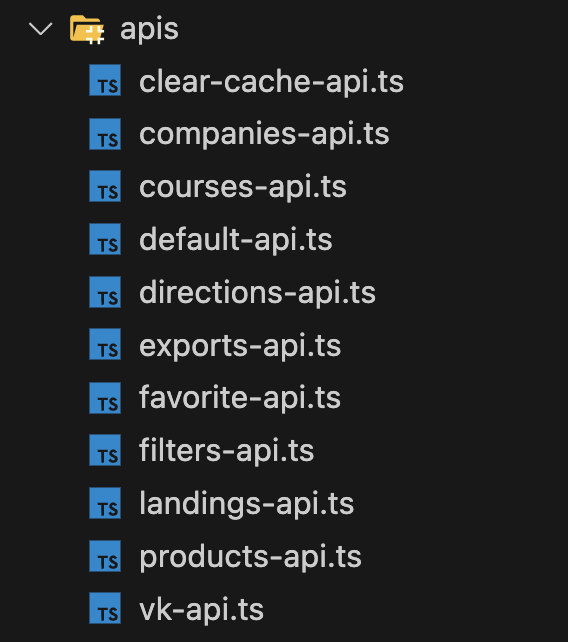 apis
TS clear-cache-api.ts
TS companies-api.ts
TS courses-api.ts
TS default-api.ts
TS directions-api.ts
TS exports-api.ts
TS favorite-api.ts
TS filters-api.ts
TS landings-api.ts
TS products-api.ts
TS vk-api.ts